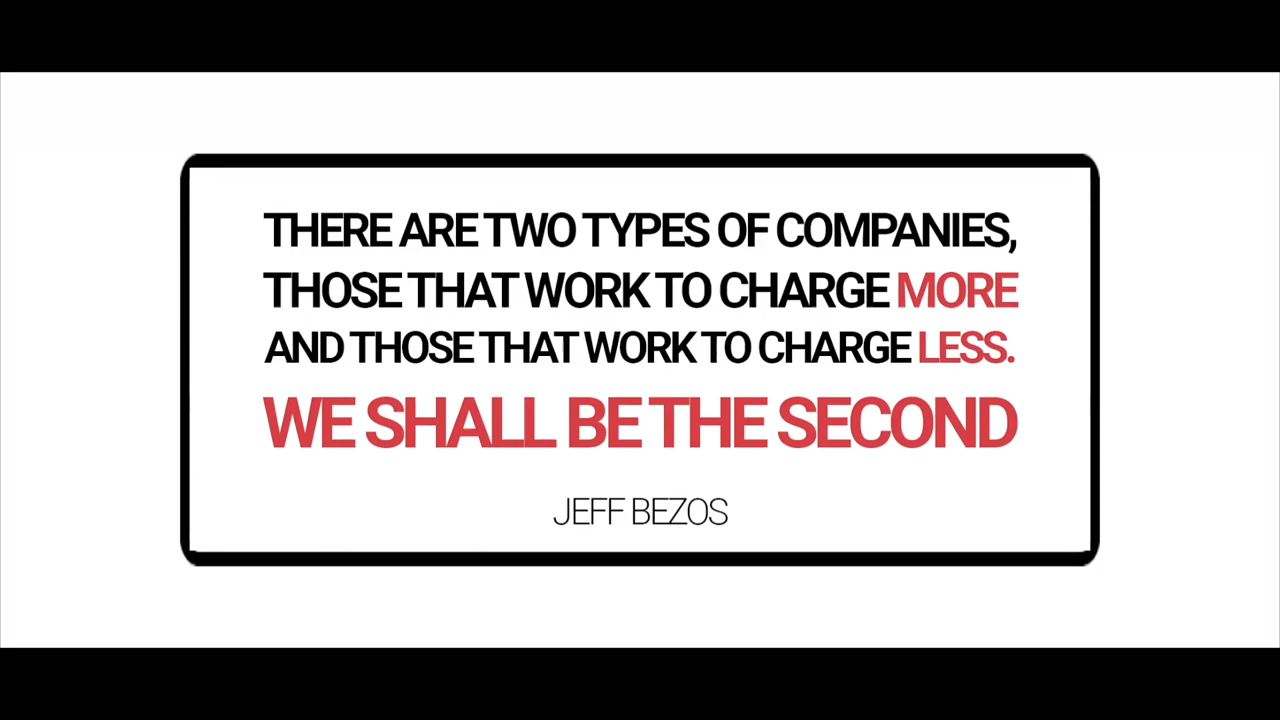 THERE ARE TWO TYPES OF COMPANIES,
THOSE THAT WORK TO CHARGE MORE
AND THOSE THAT WORK TO CHARGE LESS.
WE SHALL BE THE SECOND
JEFF BEZOS